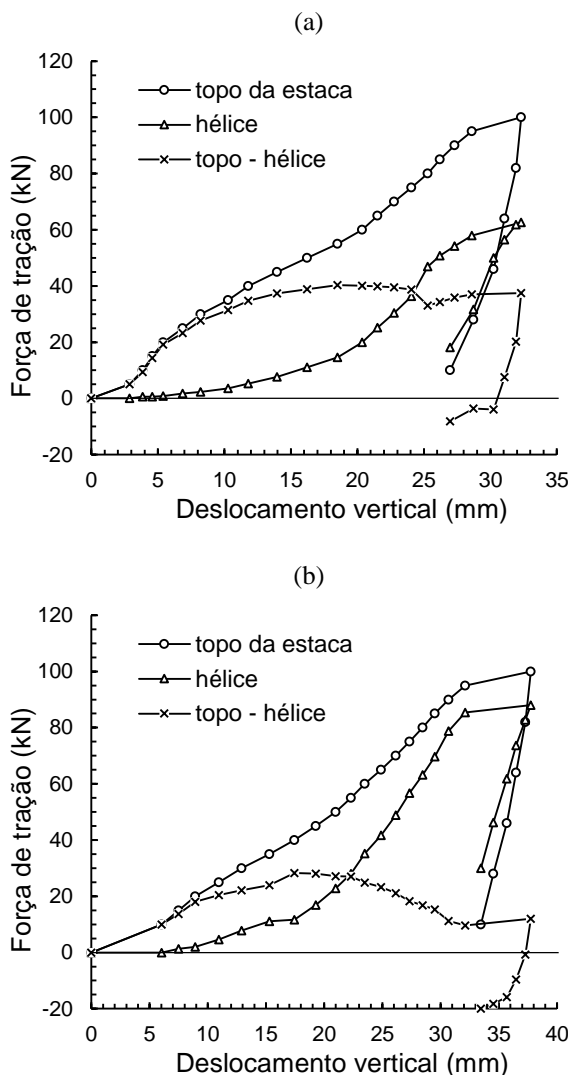 (a)
120
100
80
60
40
20
0
-20
Força de tração (kN)
topo da estaca
hélice
topo - hélice
0 5 10 15 20 25 30 35
Deslocamento vertical (mm)
(b)
120
100
80
60
40
20
0
-20
Força de tração (kN)
topo da estaca
hélice
topo - hélice
0 5 10 15 20 25 30 35 40
Deslocamento vertical (mm)